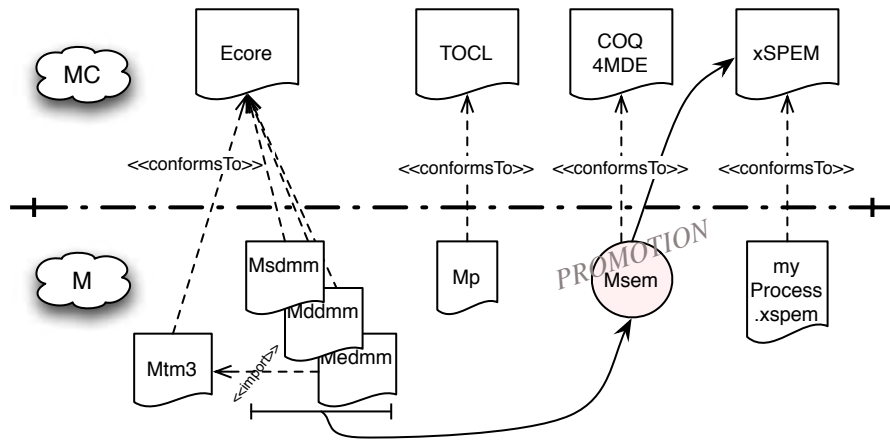 MC
Ecore
TOCL
COQ
4MDE
xSPEM
<<conformsTo>>
<<conformsTo>>
<<conformsTo>>
<<conformsTo>>
M
Msdmm
Mddmm
Medmm
Mtm3
<<import>>
Mp
PROMOTION
Msem
my
Process
.xspem